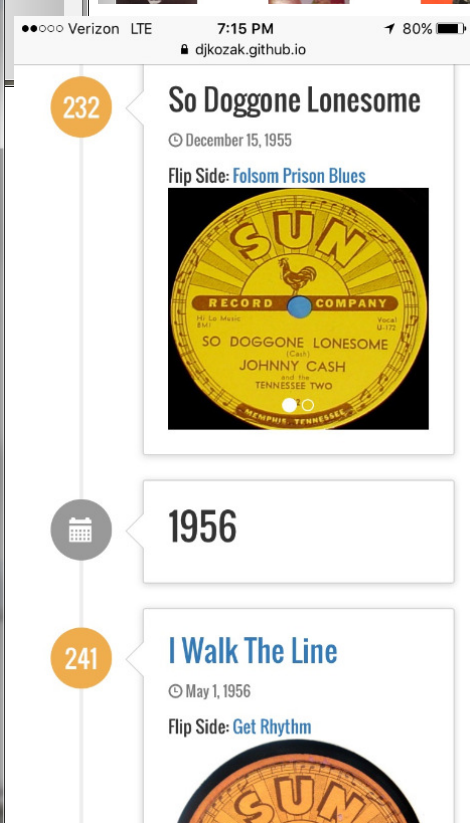 Verizon LTE 7:15 PM 80%
djkozak.github.io
232
So Doggone Lonesome
December 15, 1955
Flip Side: Folsom Prison Blues
SUN
RECORD COMPANY
Hi Lo Music Vocal
BMI U-172
SO DOGGONE LONESOME
(Cash)
JOHNNY CASH
and the
TENNESSEE TWO
MEMPHIS, TENNESSEE
1956
241
I Walk The Line
May 1, 1956
Flip Side: Get Rhythm
SUN